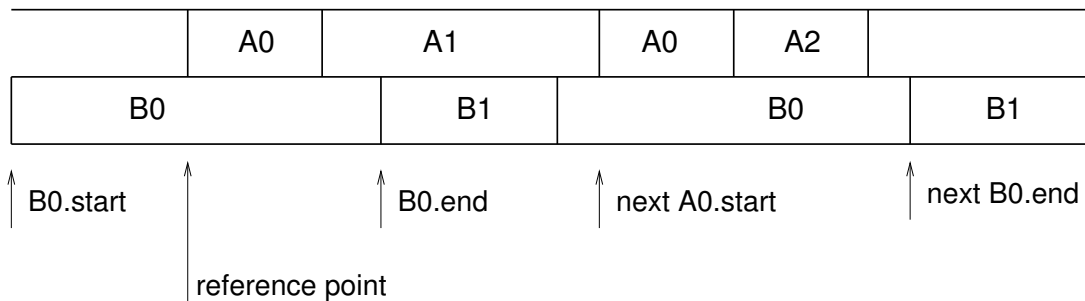 A0 A1 A0 A2
B0 B1 B0 B1
B0.start B0.end next A0.start next B0.end
reference point